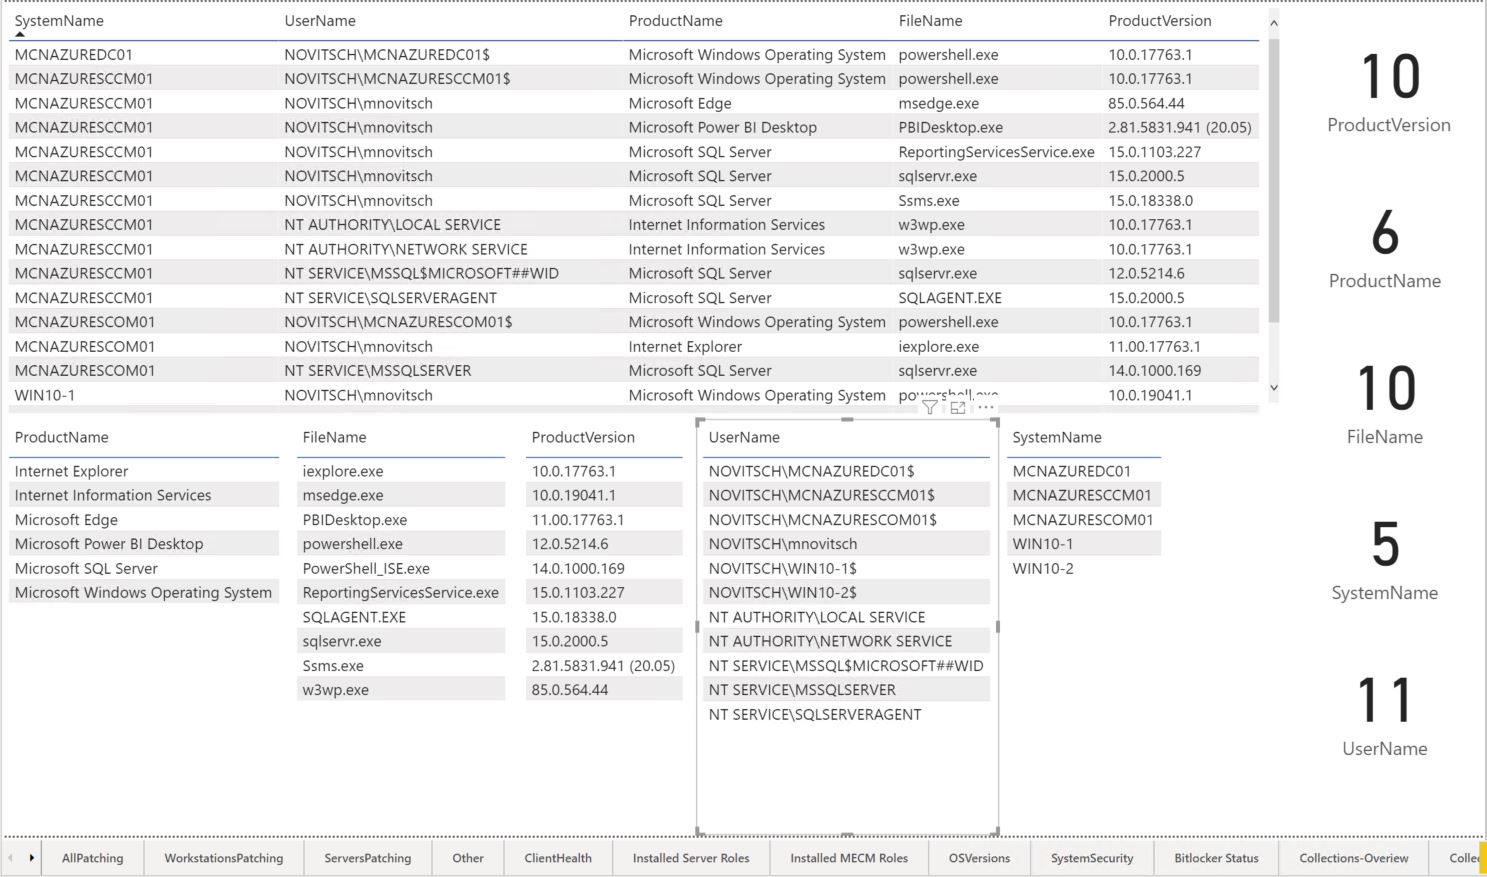 SystemName UserName ProductName FileName ProductVersion
MCNAZUREDC01 NOVITSCH\MCNAZUREDC01$ Microsoft Windows Operating System powershell.exe 10.0.17763.1
MCNAZURESCCM01 NOVITSCH\MCNAZURESCCM01$ Microsoft Windows Operating System powershell.exe 10.0.17763.1
MCNAZURESCCM01 NOVITSCH\mnovitsch Microsoft Edge msedge.exe 85.0.564.44
MCNAZURESCCM01 NOVITSCH\mnovitsch Microsoft Power BI Desktop PBIDesktop.exe 2.81.5831.941 (20.05)
MCNAZURESCCM01 NOVITSCH\mnovitsch Microsoft SQL Server ReportingServicesService.exe 15.0.1103.227
MCNAZURESCCM01 NOVITSCH\mnovitsch Microsoft SQL Server sqlservr.exe 15.0.2000.5
MCNAZURESCCM01 NOVITSCH\mnovitsch Microsoft SQL Server Ssms.exe 15.0.18338.0
MCNAZURESCCM01 NT AUTHORITY\LOCAL SERVICE Internet Information Services w3wp.exe 10.0.17763.1
MCNAZURESCCM01 NT AUTHORITY\NETWORK SERVICE Internet Information Services w3wp.exe 10.0.17763.1
MCNAZURESCCM01 NT SERVICE\MSSQL$MICROSOFT##WID Microsoft SQL Server sqlservr.exe 12.0.5214.6
MCNAZURESCCM01 NT SERVICE\SQLSERVERAGENT Microsoft SQL Server SQLAGENT.EXE 15.0.2000.5
MCNAZURESCOM01 NOVITSCH\MCNAZURESCOM01$ Microsoft Windows Operating System powershell.exe 10.0.17763.1
MCNAZURESCOM01 NOVITSCH\mnovitsch Internet Explorer iexplore.exe 11.00.17763.1
MCNAZURESCOM01 NT SERVICE\MSSQLSERVER Microsoft SQL Server sqlservr.exe 14.0.1000.169
WIN10-1 NOVITSCH\mnovitsch Microsoft Windows Operating System powershell.exe 10.0.19041.1
10
ProductVersion
6
ProductName
10
FileName
5
SystemName
11
UserName
ProductName
Internet Explorer
Internet Information Services
Microsoft Edge
Microsoft Power BI Desktop
Microsoft SQL Server
Microsoft Windows Operating System
FileName
iexplore.exe
msedge.exe
PBIDesktop.exe
powershell.exe
PowerShell_ISE.exe
ReportingServicesService.exe
SQLAGENT.EXE
sqlservr.exe
Ssms.exe
w3wp.exe
ProductVersion
10.0.17763.1
10.0.19041.1
11.00.17763.1
12.0.5214.6
14.0.1000.169
15.0.1103.227
15.0.18338.0
15.0.2000.5
2.81.5831.941 (20.05)
85.0.564.44
UserName
NOVITSCH\MCNAZUREDC01$
NOVITSCH\MCNAZURESCCM01$
NOVITSCH\MCNAZURESCOM01$
NOVITSCH\mnovitsch
NOVITSCH\WIN10-1$
NOVITSCH\WIN10-2$
NT AUTHORITY\LOCAL SERVICE
NT AUTHORITY\NETWORK SERVICE
NT SERVICE\MSSQL$MICROSOFT##WID
NT SERVICE\MSSQLSERVER
NT SERVICE\SQLSERVERAGENT
SystemName
MCNAZUREDC01
MCNAZURESCCM01
MCNAZURESCOM01
WIN10-1
WIN10-2
AllPatching WorkstationsPatching ServersPatching Other ClientHealth Installed Server Roles Installed MECM Roles OSVersions SystemSecurity Bitlocker Status Collections-Overiew Colle